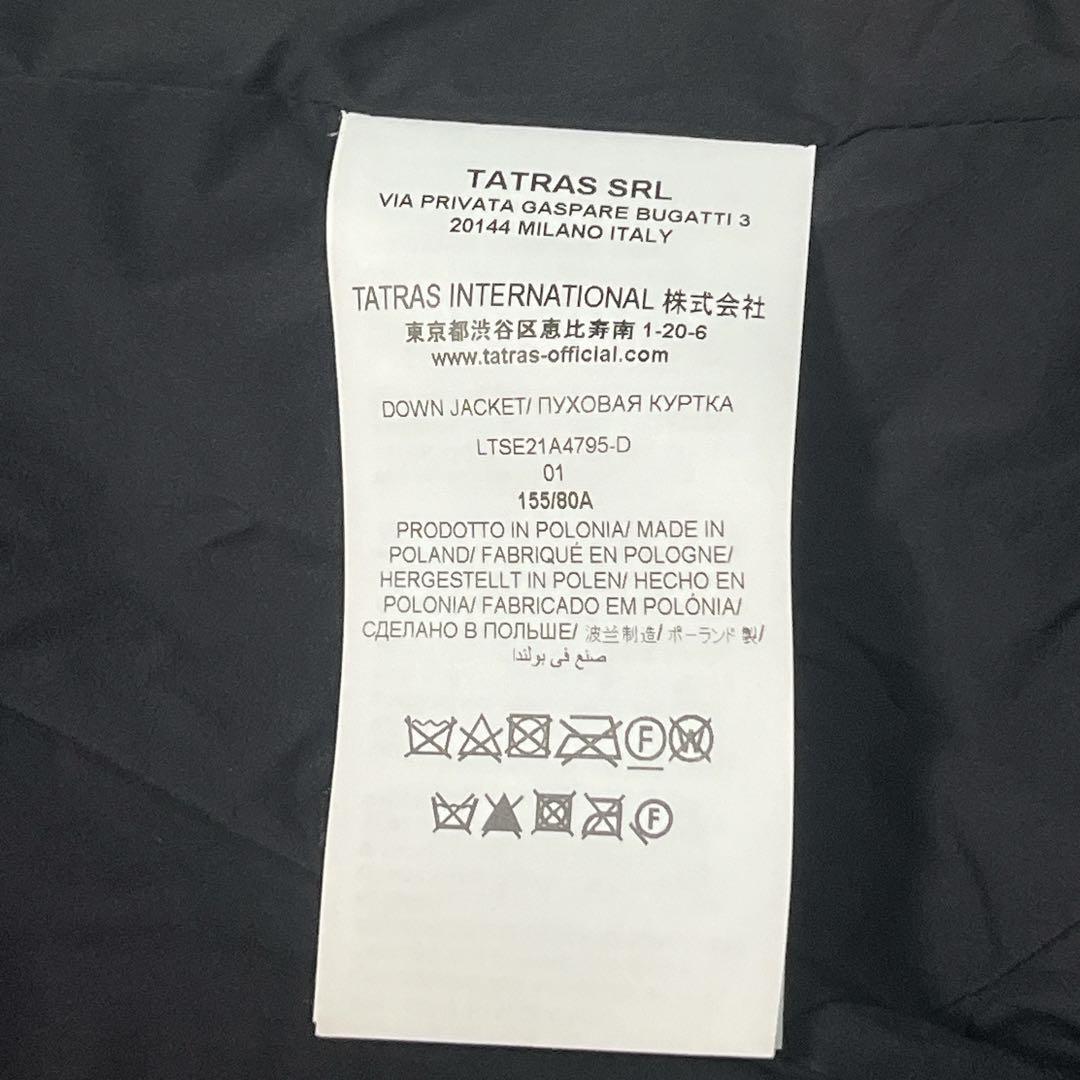 TATRAS SRL
VIA PRIVATA GASPARE BUGATTI 3
20144 MILANO ITALY
TATRAS INTERNATIONAL 株式会社
東京都渋谷区恵比寿南 1-20-6
www.tatras-official.com
DOWN JACKET/ ПУХОВАЯ КУРТКА
LTSE21A4795-D
01
155/80A
PRODOTTO IN POLONIA/ MADE IN
POLAND/ FABRIQUÉ EN POLOGNE/
HERGESTELLT IN POLEN/ HECHO EN
POLONIA/ FABRICADO EM POLÓNIA/
СДЕЛАНО В ПОЛЬШЕ/ 波兰制造/ ポーランド 製/
صنع في بولندا
F W
F